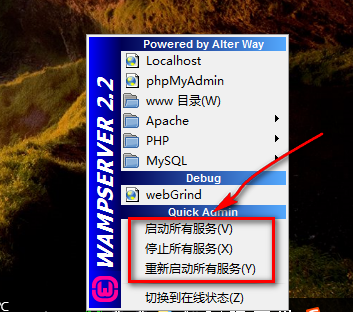 Powered by Alter Way
WAMPSERVER 2.2
Localhost
phpMyAdmin
www 目录(W)
Apache
PHP
MySQL
Debug
webGrind
Quick Admin
启动所有服务(V)
停止所有服务(X)
重新启动所有服务(Y)
切换到在线状态(Z)
PC